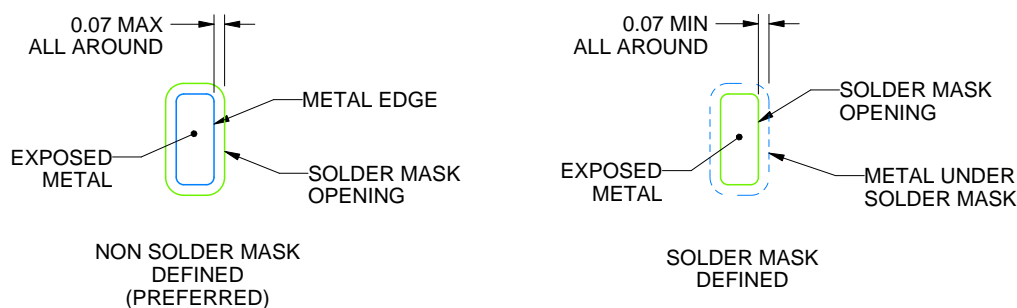 0.07 MAX
ALL AROUND
METAL EDGE
EXPOSED
METAL
SOLDER MASK
OPENING
NON SOLDER MASK
DEFINED
(PREFERRED)
0.07 MIN
ALL AROUND
SOLDER MASK
OPENING
EXPOSED
METAL
METAL UNDER
SOLDER MASK
SOLDER MASK
DEFINED